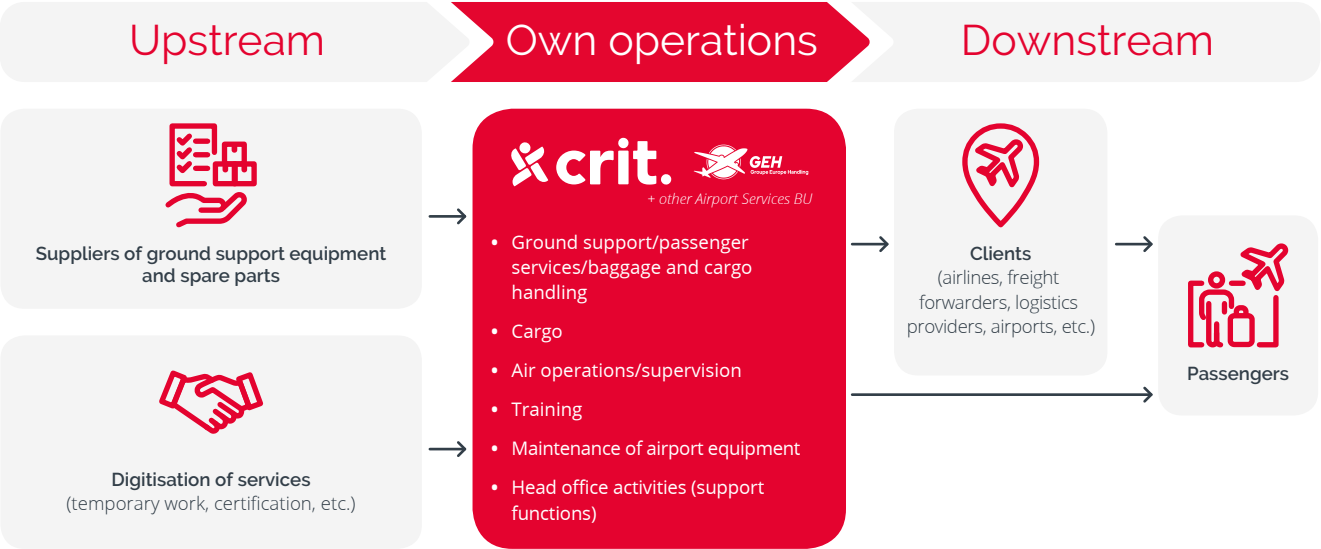 Upstream
Own operations
Downstream
Suppliers of ground support equipment
and spare parts
Digitisation of services
(temporary work, certification, etc.)
crit.
GEH
Groupe Europe Handling
+ other Airport Services BU
• Ground support/passenger
services/baggage and cargo
handling
• Cargo
• Air operations/supervision
• Training
• Maintenance of airport equipment
• Head office activities (support
functions)
Clients
(airlines, freight
forwarders, logistics
providers, airports, etc.)
Passengers